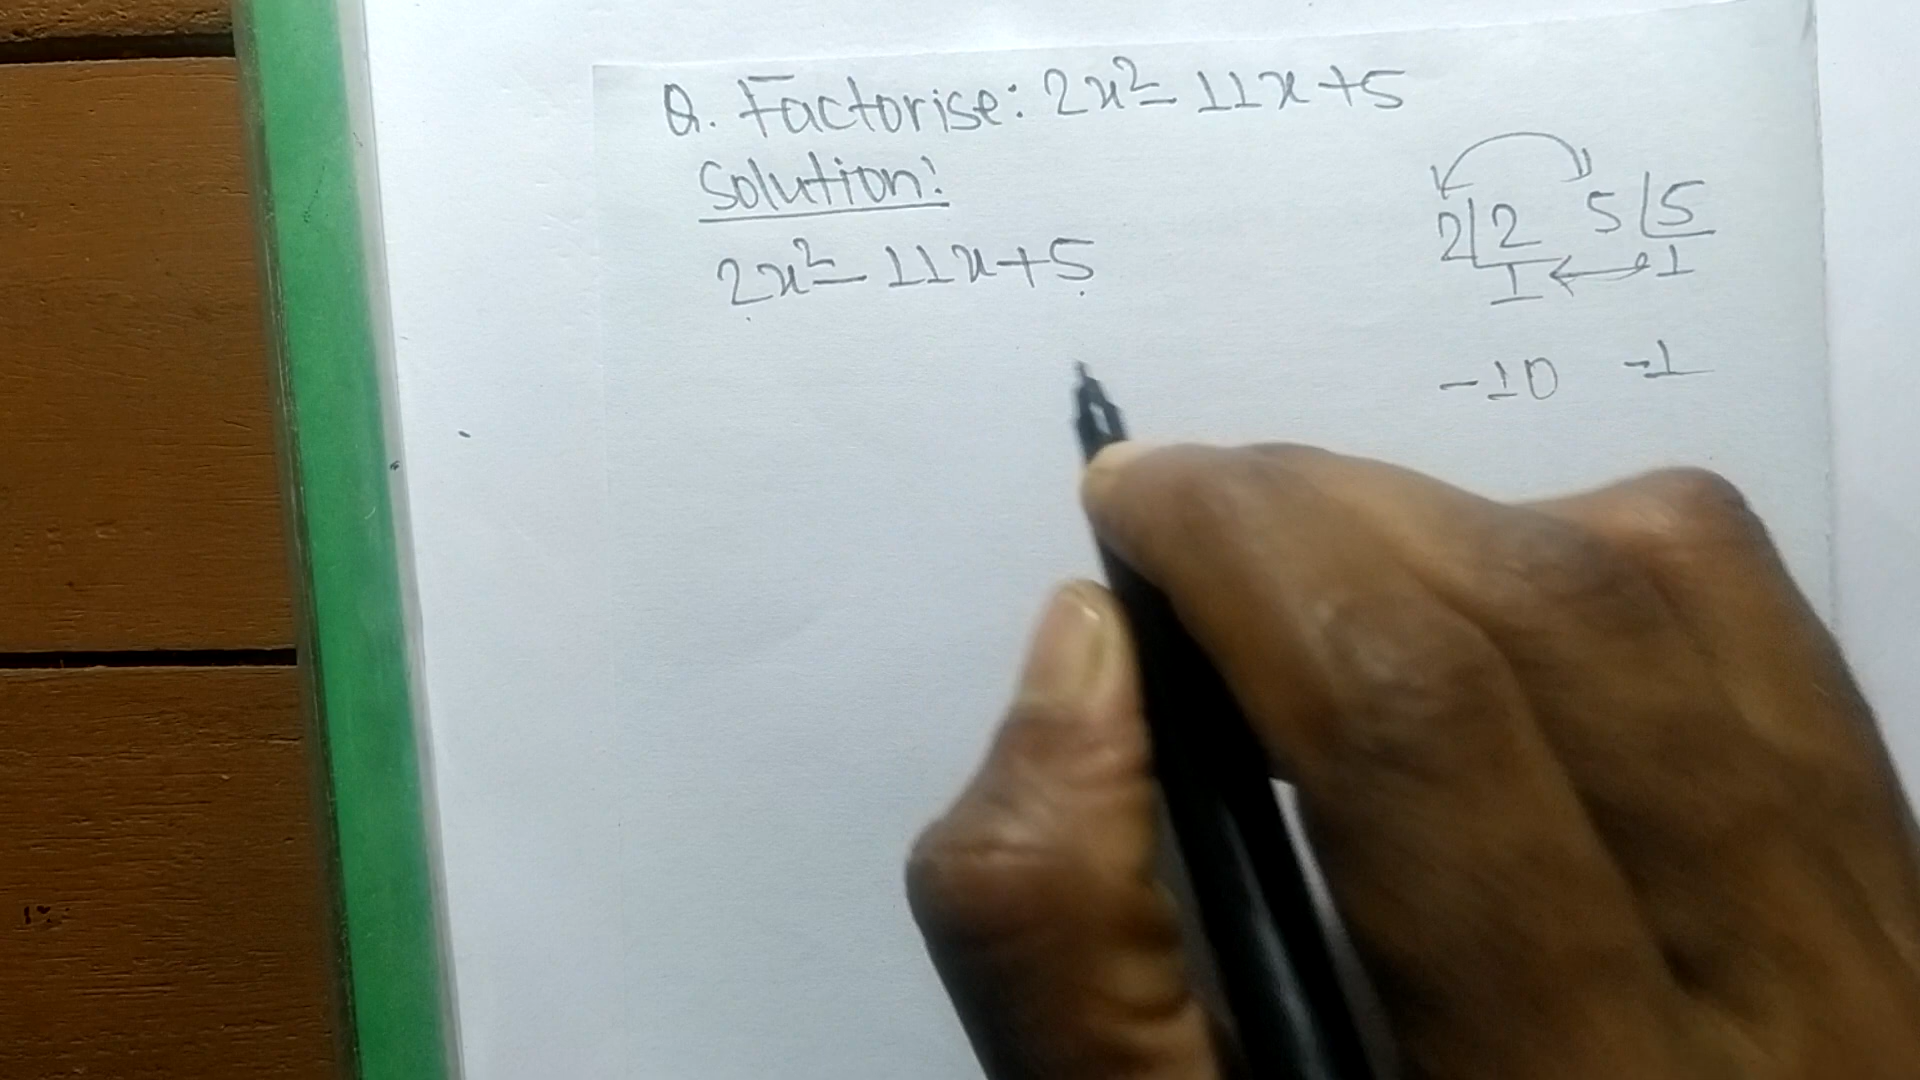 Q. Factorise: 2x² - 11x + 5
Solution:
2x² - 11x + 5
2 2 5 5
1 1
-10 -1